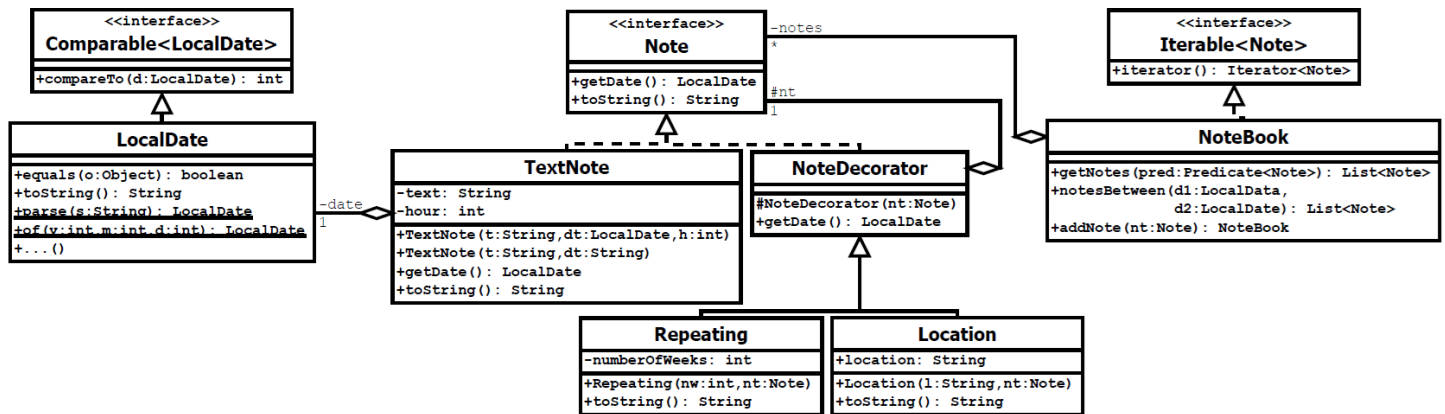 <<interface>>
Comparable<LocalDate>
+compareTo(d:LocalDate): int
LocalDate
+equals(o:Object): boolean
+toString(): String
+parse(s:String): LocalDate
+of(y:int,m:int,d:int): LocalDate
+...()
-date
1
<<interface>>
Note
+getDate(): LocalDate
+toString(): String
-notes
*
#nt
1
TextNote
-text: String
-hour: int
+TextNote(t:String,dt:LocalDate,h:int)
+TextNote(t:String,dt:String)
+getDate(): LocalDate
+toString(): String
NoteDecorator
#NoteDecorator(nt:Note)
+getDate(): LocalDate
Repeating
-numberOfWeeks: int
+Repeating(nw:int,nt:Note)
+toString(): String
Location
+location: String
+Location(l:String,nt:Note)
+toString(): String
<<interface>>
Iterable<Note>
+iterator(): Iterator<Note>
NoteBook
+getNotes(pred:Predicate<Note>): List<Note>
+notesBetween(d1:LocalData,
d2:LocalDate): List<Note>
+addNote(nt:Note): NoteBook